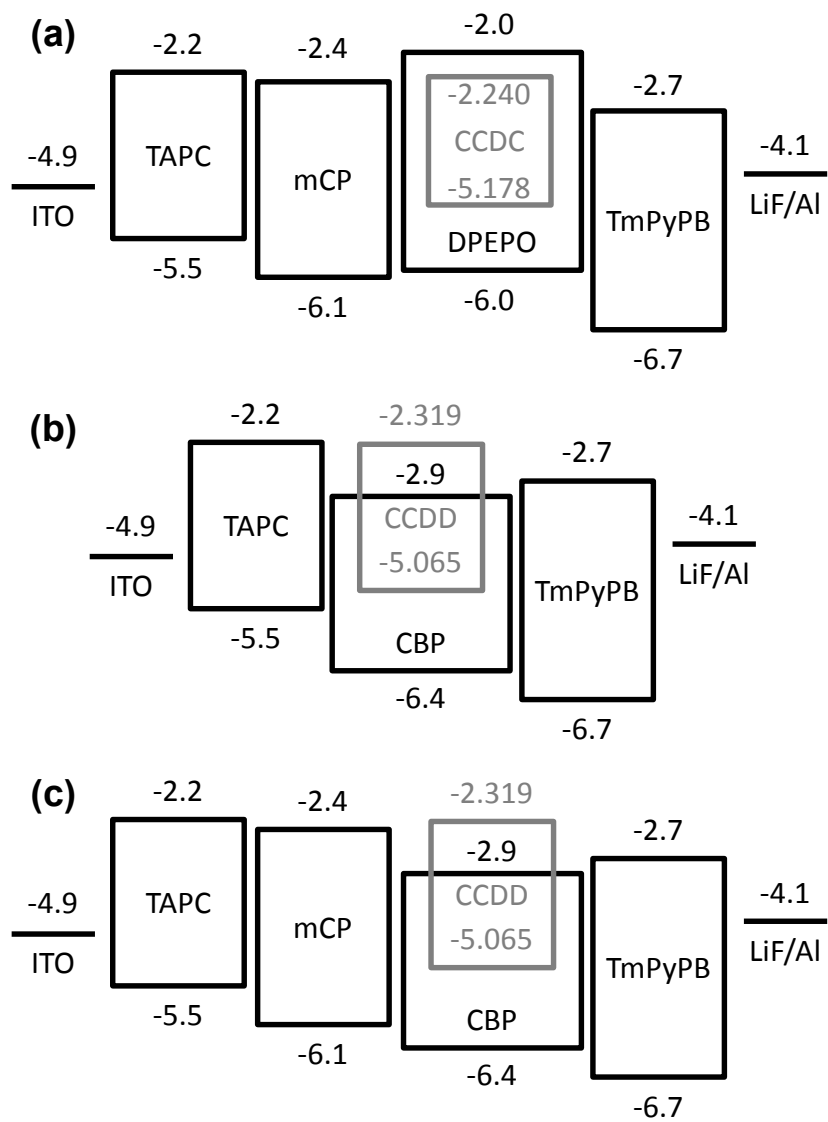 (a)
-2.2
-2.4
-2.0
-2.240
CCDC
-5.178
DPEPO
-2.7
-4.9
ITO
TAPC
mCP
TmPyPB
-4.1
LiF/Al
-5.5
-6.1
-6.0
-6.7
(b)
-2.2
-2.319
-2.9
CCDD
-5.065
CBP
-2.7
-4.9
ITO
TAPC
TmPyPB
-4.1
LiF/Al
-5.5
-6.4
-6.7
(c)
-2.2
-2.4
-2.319
-2.9
CCDD
-5.065
CBP
-2.7
-4.9
ITO
TAPC
mCP
TmPyPB
-4.1
LiF/Al
-5.5
-6.1
-6.4
-6.7